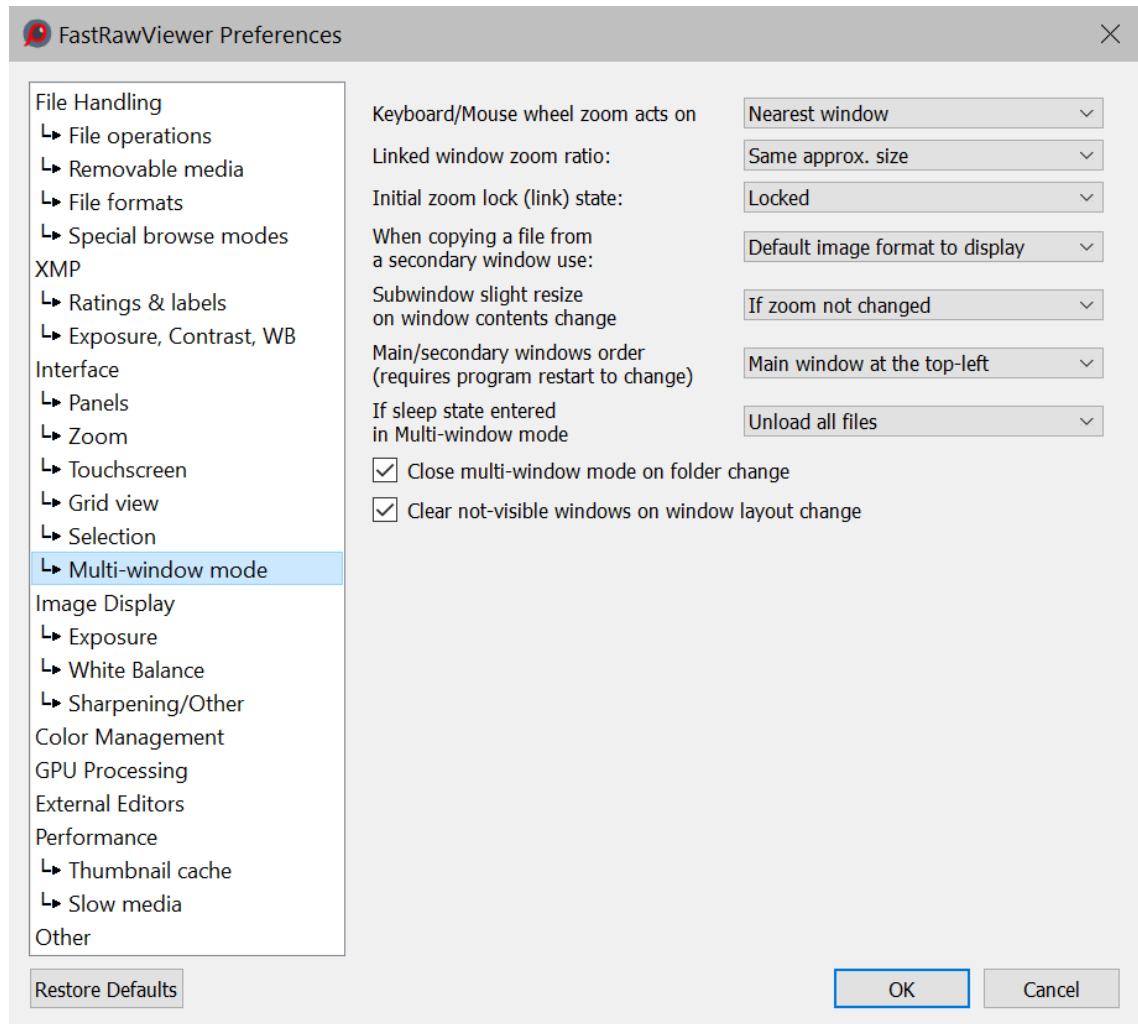 FastRawViewer Preferences
File Handling
File operations
Removable media
File formats
Special browse modes
XMP
Ratings & labels
Exposure, Contrast, WB
Interface
Panels
Zoom
Touchscreen
Grid view
Selection
Multi-window mode
Image Display
Exposure
White Balance
Sharpening/Other
Color Management
GPU Processing
External Editors
Performance
Thumbnail cache
Slow media
Other
Keyboard/Mouse wheel zoom acts on
Nearest window
Linked window zoom ratio:
Same approx. size
Initial zoom lock (link) state:
Locked
When copying a file from
a secondary window use:
Default image format to display
Subwindow slight resize
on window contents change
If zoom not changed
Main/secondary windows order
(requires program restart to change)
Main window at the top-left
If sleep state entered
in Multi-window mode
Unload all files
Close multi-window mode on folder change
Clear not-visible windows on window layout change
Restore Defaults
OK
Cancel